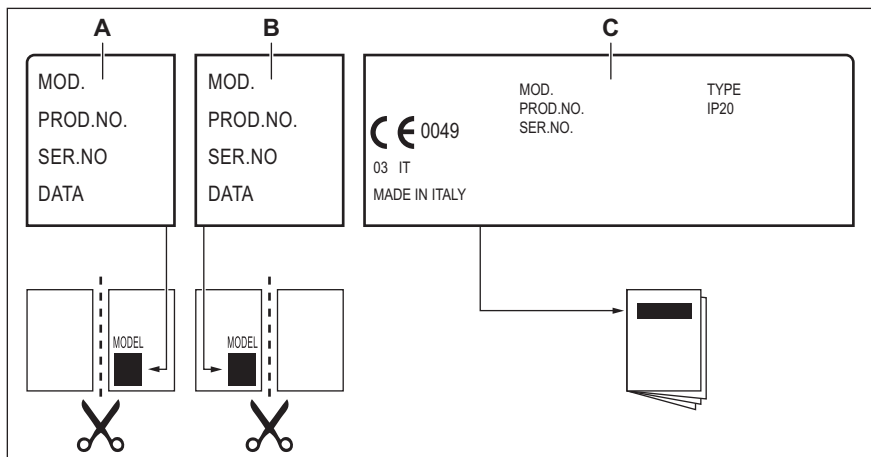 A
B
C
MOD.
PROD.NO.
SER.NO
DATA
MOD.
PROD.NO.
SER.NO
DATA
MOD.
PROD.NO.
SER.NO.
TYPE
IP20
CE 0049
03 IT
MADE IN ITALY
MODEL
MODEL